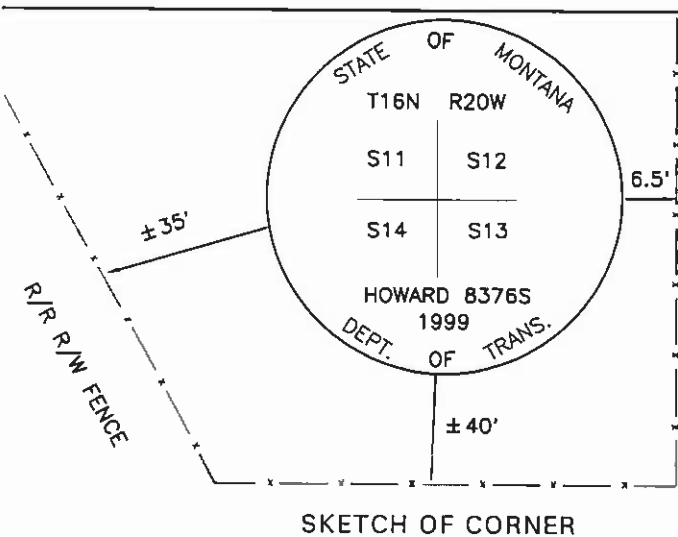 STATE OF MONTANA
T16N R20W
S11 S12
6.5'
S14 S13
±35'
HOWARD 8376S
1999
DEPT. OF TRANS.
R/R R/W FENCE
±40'
SKETCH OF CORNER